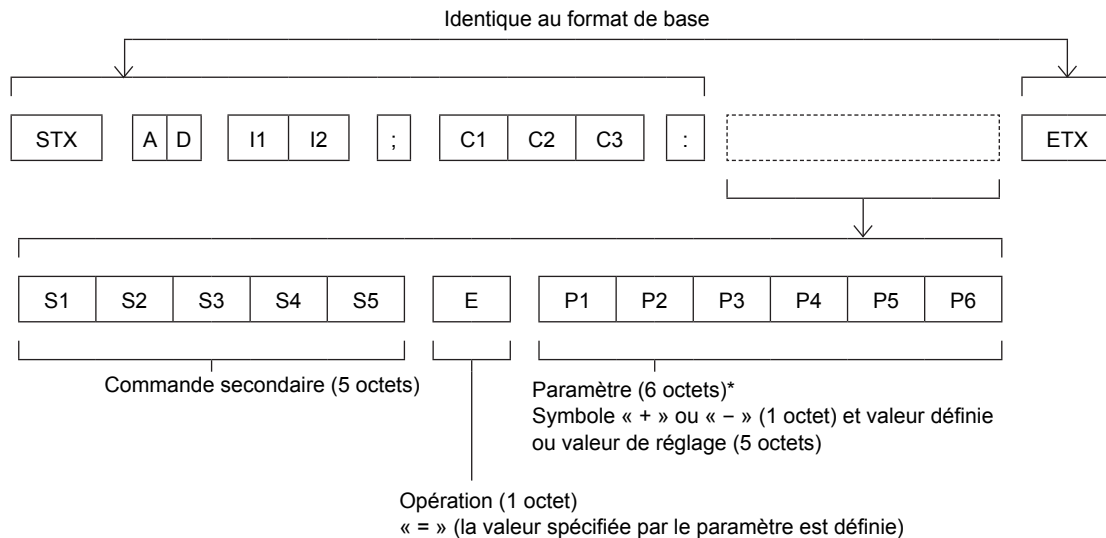 Identique au format de base
STX A D I1 I2 ; C1 C2 C3 : ETX
S1 S2 S3 S4 S5 E P1 P2 P3 P4 P5 P6
Commande secondaire (5 octets)
Paramètre (6 octets)*
Symbole « + » ou « − » (1 octet) et valeur définie
ou valeur de réglage (5 octets)
Opération (1 octet)
« = » (la valeur spécifiée par le paramètre est définie)